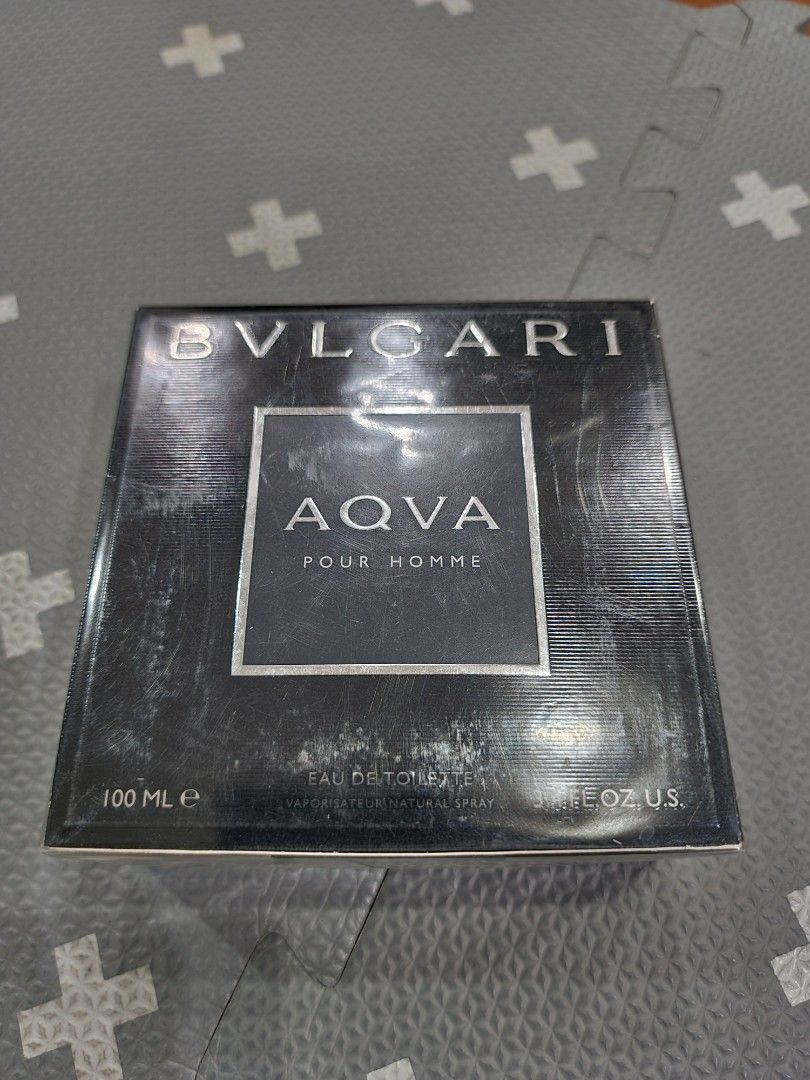 BVLGARI
AQVA
POUR HOMME
EAU DE TOILETTE
VAPORISATEUR NATURAL SPRAY
100 ML e
FL.OZ. U.S.